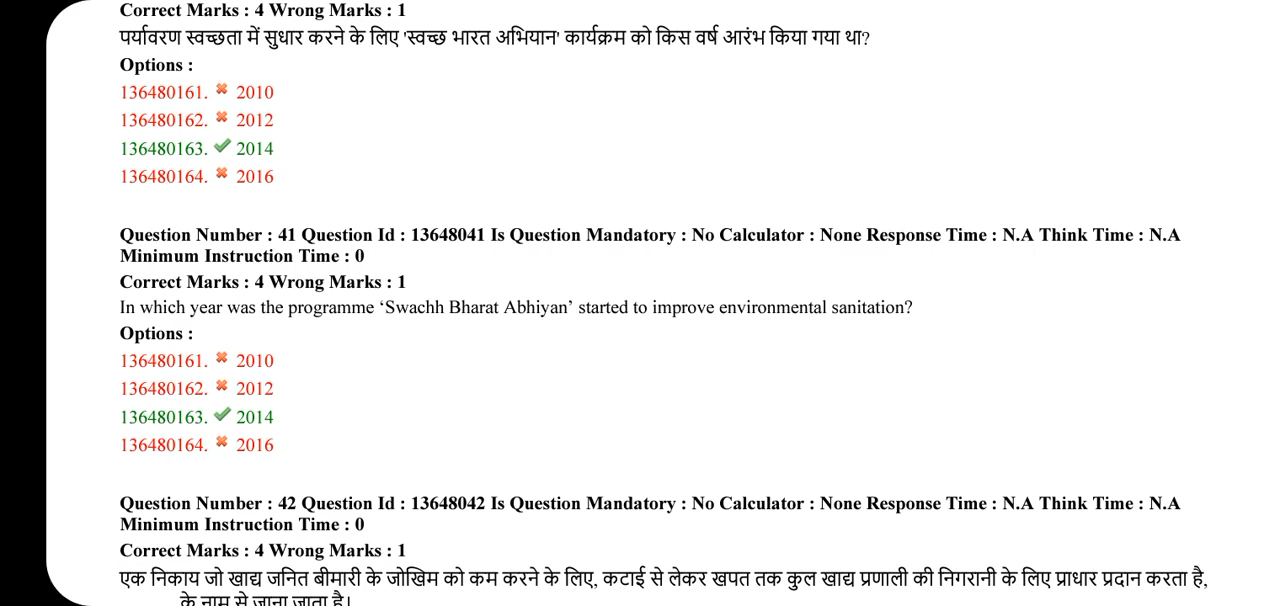 Correct Marks : 4 Wrong Marks : 1
पर्यावरण स्वच्छता में सुधार करने के लिए 'स्वच्छ भारत अभियान' कार्यक्रम को किस वर्ष आरंभ किया गया था?
Options :
136480161. ✖ 2010
136480162. ✖ 2012
136480163. ✔ 2014
136480164. ✖ 2016
Question Number : 41 Question Id : 13648041 Is Question Mandatory : No Calculator : None Response Time : N.A Think Time : N.A
Minimum Instruction Time : 0
Correct Marks : 4 Wrong Marks : 1
In which year was the programme ‘Swachh Bharat Abhiyan’ started to improve environmental sanitation?
Options :
136480161. ✖ 2010
136480162. ✖ 2012
136480163. ✔ 2014
136480164. ✖ 2016
Question Number : 42 Question Id : 13648042 Is Question Mandatory : No Calculator : None Response Time : N.A Think Time : N.A
Minimum Instruction Time : 0
Correct Marks : 4 Wrong Marks : 1
एक निकाय जो खाद्य जनित बीमारी के जोखिम को कम करने के लिए, कटाई से लेकर खपत तक कुल खाद्य प्रणाली की निगरानी के लिए प्राधार प्रदान करता है,
के नाम से जाना जाता है।